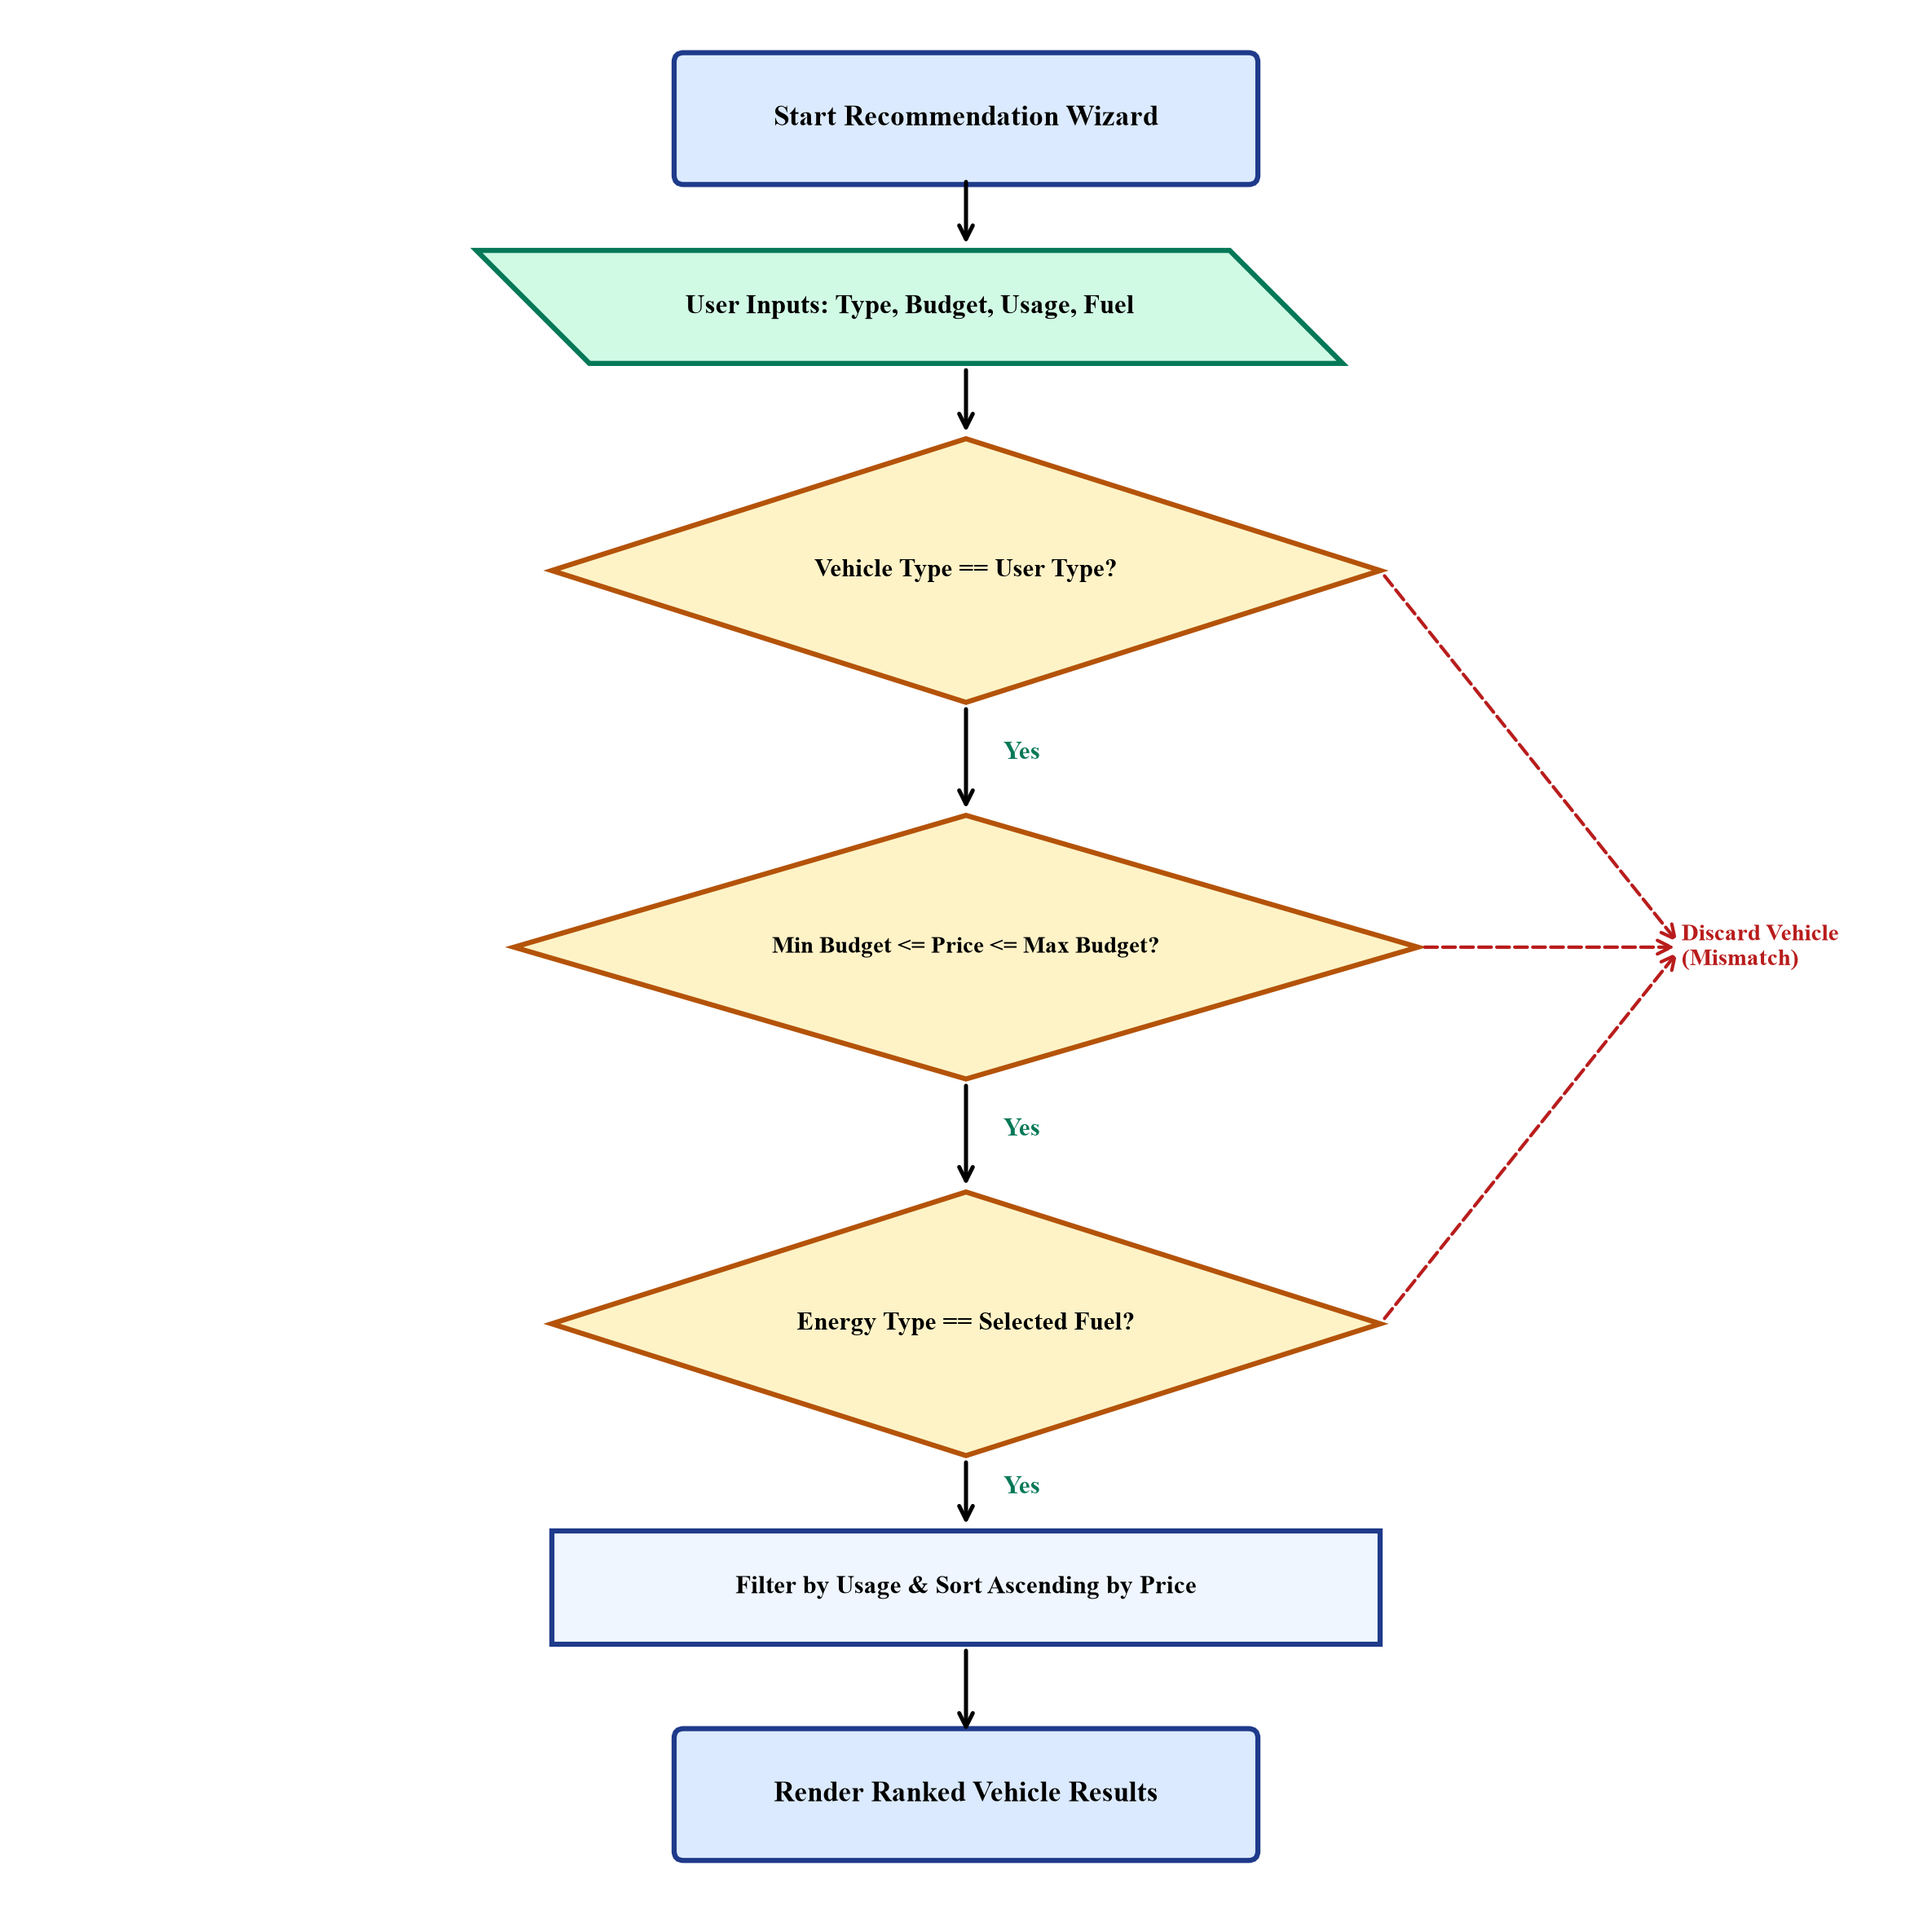 Start Recommendation Wizard
User Inputs: Type, Budget, Usage, Fuel
Vehicle Type == User Type?
Yes
Min Budget <= Price <= Max Budget?
Discard Vehicle
(Mismatch)
Yes
Energy Type == Selected Fuel?
Yes
Filter by Usage & Sort Ascending by Price
Render Ranked Vehicle Results